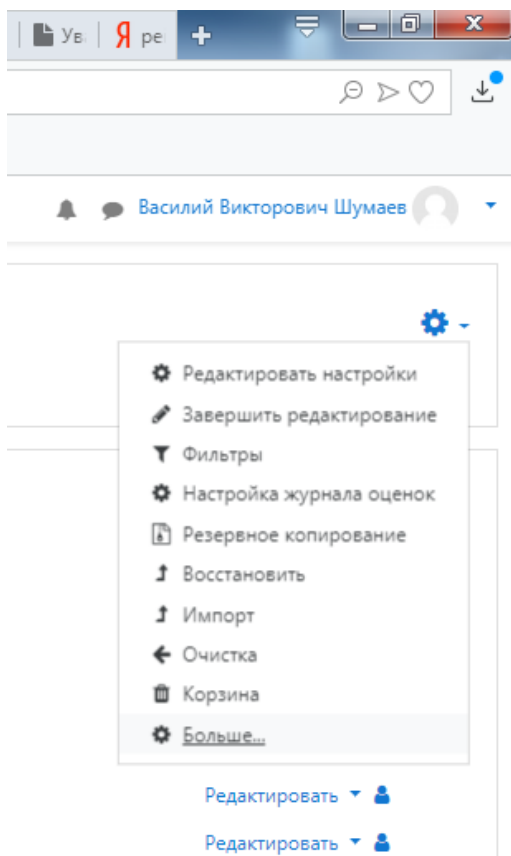 Ув Я ре
Василий Викторович Шумаев
Редактировать настройки
Завершить редактирование
Фильтры
Настройка журнала оценок
Резервное копирование
Восстановить
Импорт
Очистка
Корзина
Больше...
Редактировать
Редактировать